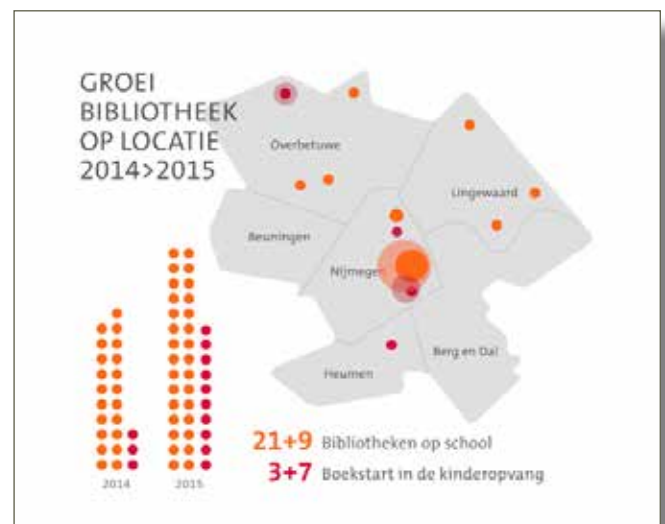 GROEI
BIBLIOTHEEK
OP LOCATIE
2014>2015
Overbetuwe
Lingewaard
Beuningen
Nijmegen
Berg en Dal
Heumen
21+9 Bibliotheken op school
3+7 Boekstart in de kinderopvang
2014
2015